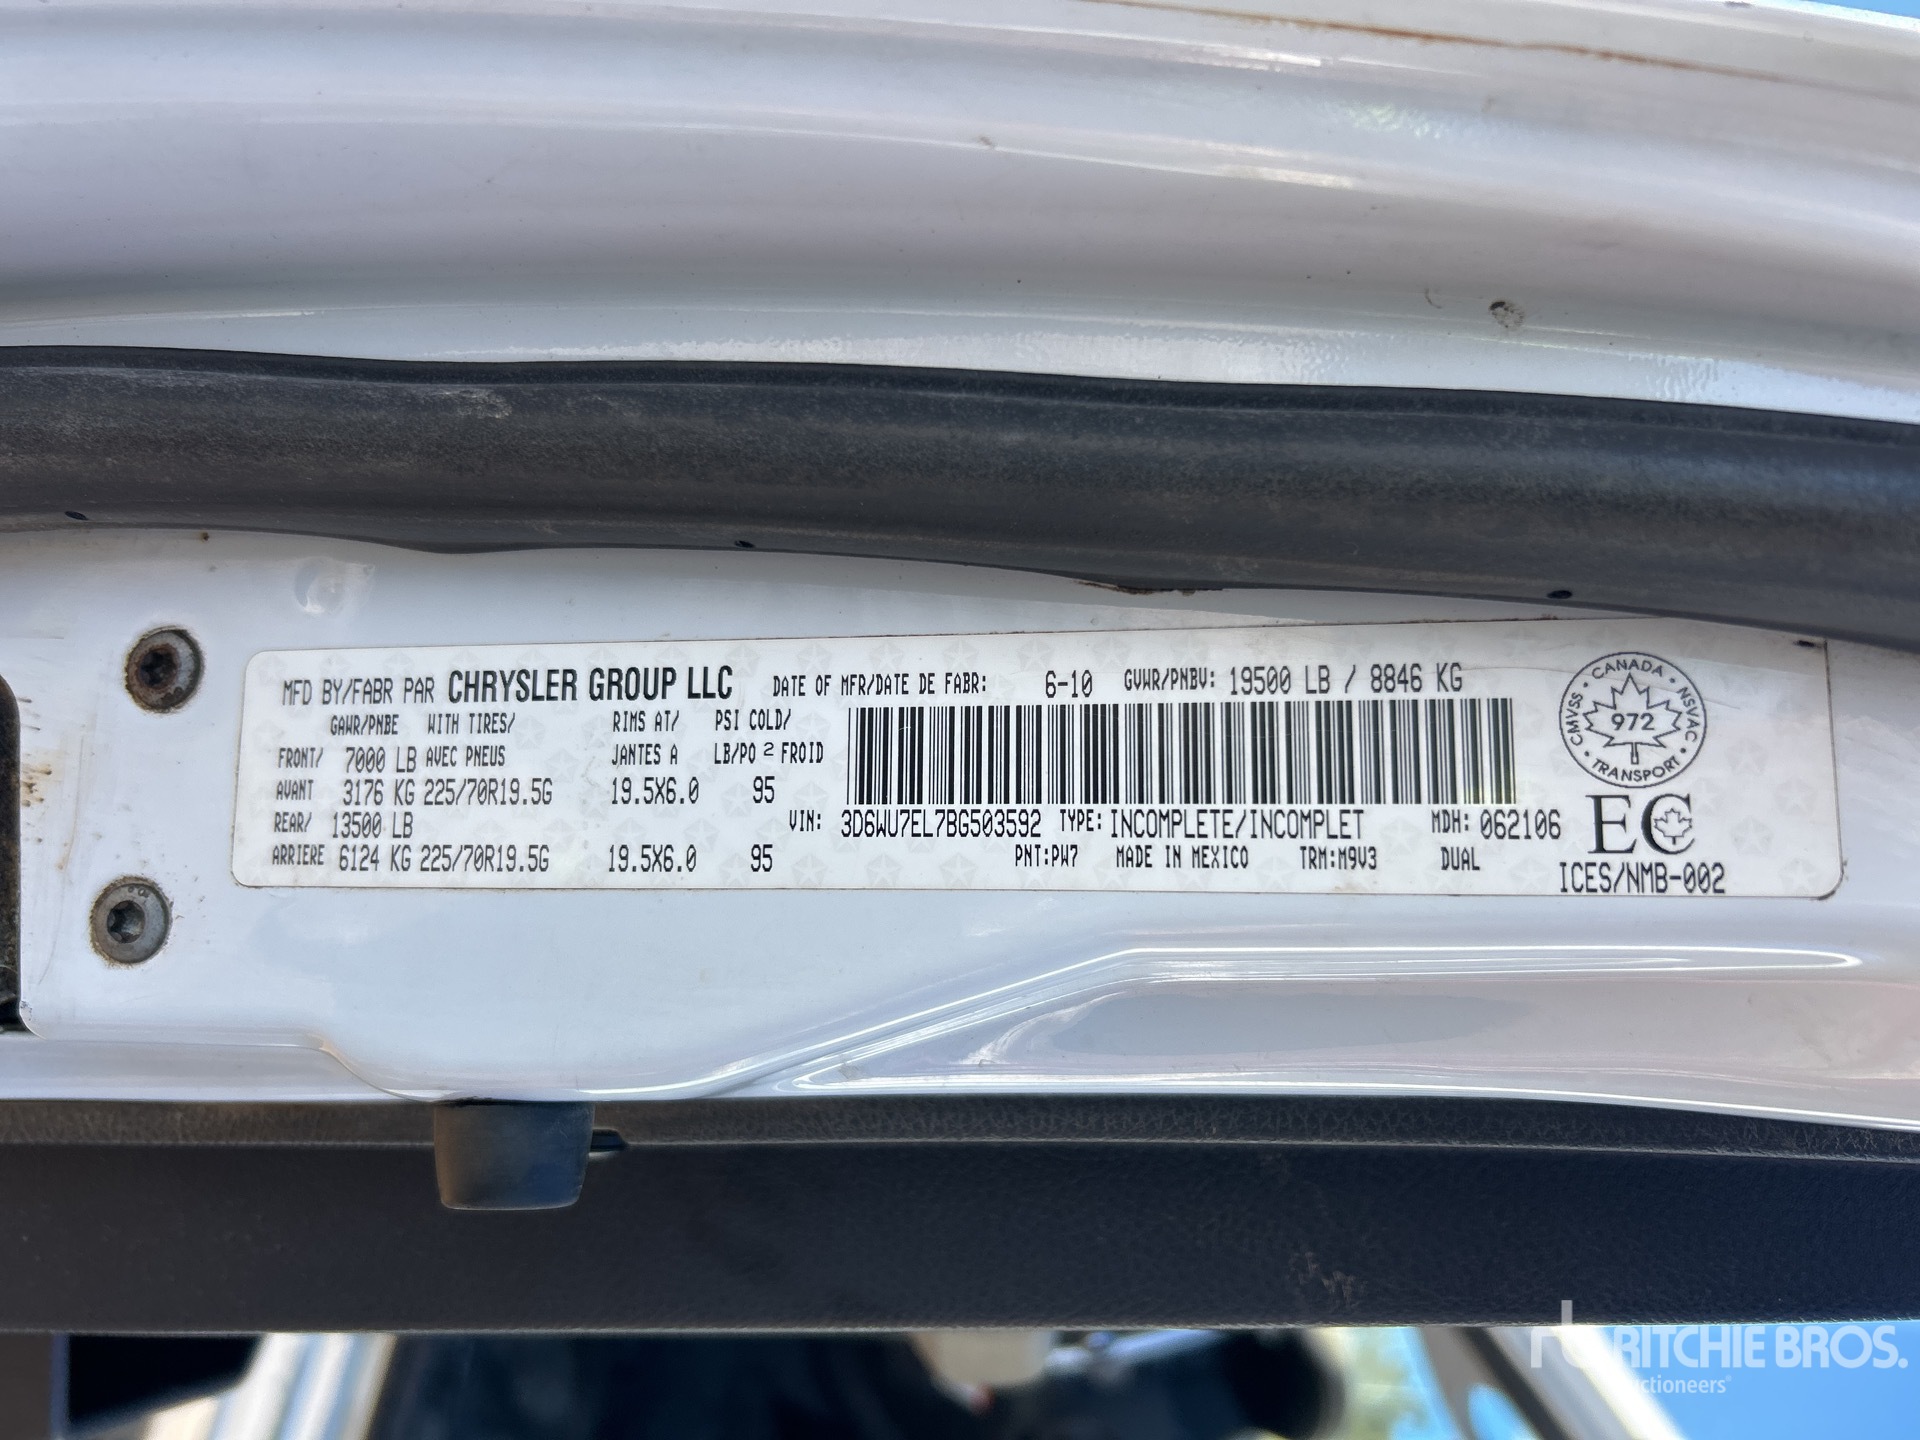 MFD BY/FABR PAR CHRYSLER GROUP LLC DATE OF MFR/DATE DE FABR: 6-10 GVWR/PNBV: 19500 LB / 8846 KG
GAWR/PNBE WITH TIRES/ RIMS AT/ PSI COLD/
FRONT/ 7000 LB AVEC PNEUS JANTES A LB/PO 2 FROID
AVANT 3176 KG 225/70R19.5G 19.5X6.0 95
REAR/ 13500 LB VIN: 3D6WU7EL7BG503592 TYPE: INCOMPLETE/INCOMPLET MDH: 062106
ARRIERE 6124 KG 225/70R19.5G 19.5X6.0 95 PNT:PW7 MADE IN MEXICO TRM:M9V3 DUAL
CANADA · NSVAC · TRANSPORT · CMVSS ·
972
EC
ICES/NMB-002
RITCHIE BROS.
uctioneers